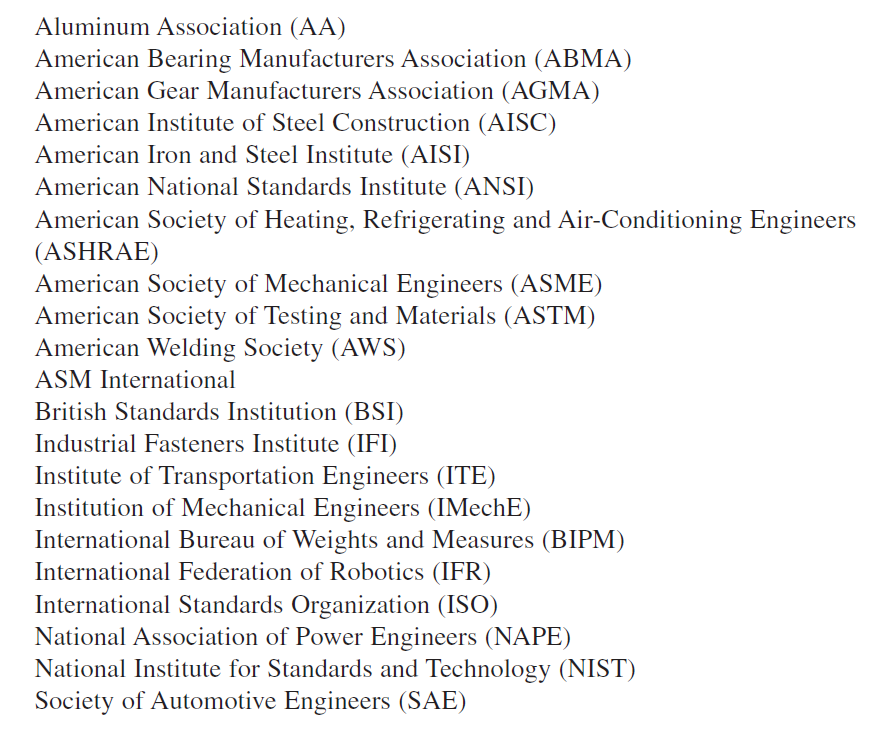 Aluminum Association (AA)
American Bearing Manufacturers Association (ABMA)
American Gear Manufacturers Association (AGMA)
American Institute of Steel Construction (AISC)
American Iron and Steel Institute (AISI)
American National Standards Institute (ANSI)
American Society of Heating, Refrigerating and Air-Conditioning Engineers
(ASHRAE)
American Society of Mechanical Engineers (ASME)
American Society of Testing and Materials (ASTM)
American Welding Society (AWS)
ASM International
British Standards Institution (BSI)
Industrial Fasteners Institute (IFI)
Institute of Transportation Engineers (ITE)
Institution of Mechanical Engineers (IMechE)
International Bureau of Weights and Measures (BIPM)
International Federation of Robotics (IFR)
International Standards Organization (ISO)
National Association of Power Engineers (NAPE)
National Institute for Standards and Technology (NIST)
Society of Automotive Engineers (SAE)